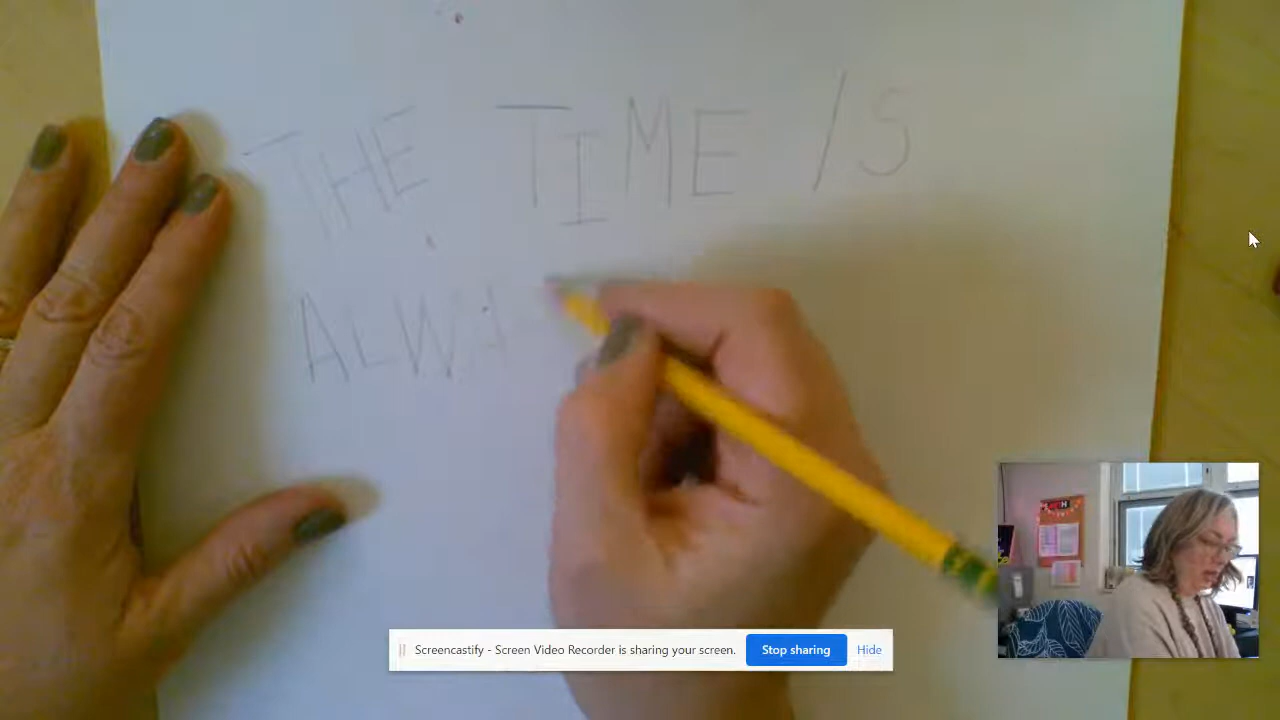 THE TIME IS
ALWA
Screencastify - Screen Video Recorder is sharing your screen. Stop sharing Hide